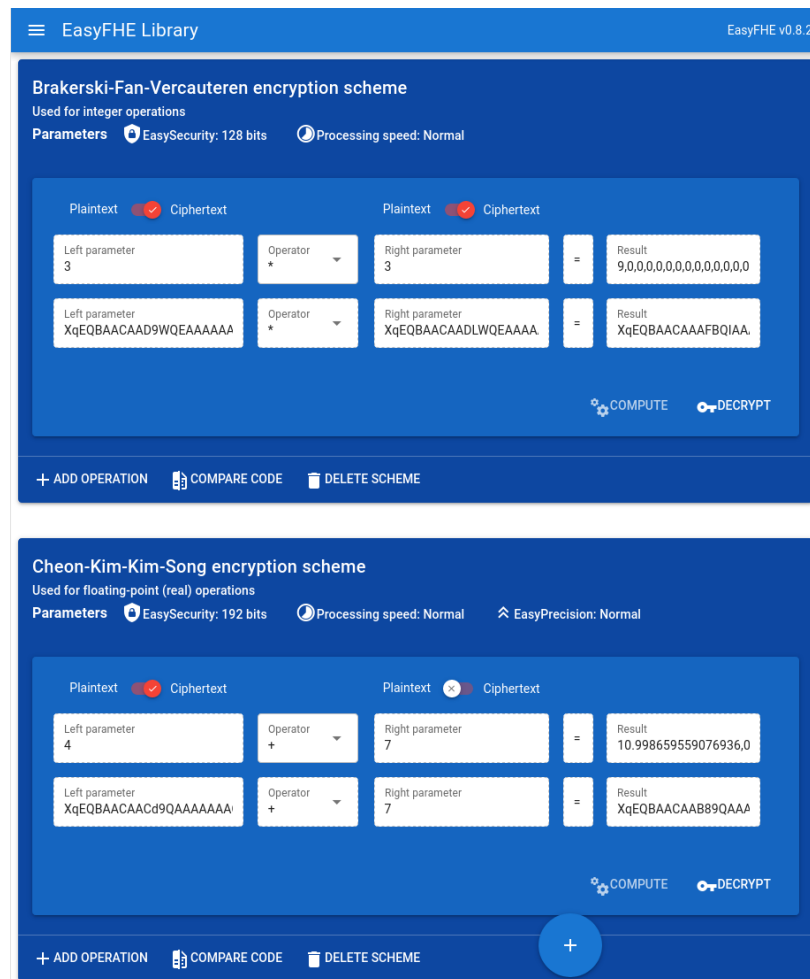 EasyFHE Library EasyFHE v0.8.2
Brakerski-Fan-Vercauteren encryption scheme
Used for integer operations
Parameters EasySecurity: 128 bits Processing speed: Normal
Plaintext Ciphertext Plaintext Ciphertext
Left parameter Operator Right parameter Result
3 * 3 = 9,0,0,0,0,0,0,0,0,0,0,0,0,0
Left parameter Operator Right parameter Result
XqEQBAACAAD9WQEAAAAAA * XqEQBAACAADLWQEAAAA = XqEQBAACAAAFBQIAA
COMPUTE DECRYPT
ADD OPERATION COMPARE CODE DELETE SCHEME
Cheon-Kim-Kim-Song encryption scheme
Used for floating-point (real) operations
Parameters EasySecurity: 192 bits Processing speed: Normal EasyPrecision: Normal
Plaintext Ciphertext Plaintext Ciphertext
Left parameter Operator Right parameter Result
4 + 7 = 10.998659559076936,0
Left parameter Operator Right parameter Result
XqEQBAACAACd9QAAAAAAA + 7 = XqEQBAACAAB89QAAA
COMPUTE DECRYPT
ADD OPERATION COMPARE CODE DELETE SCHEME